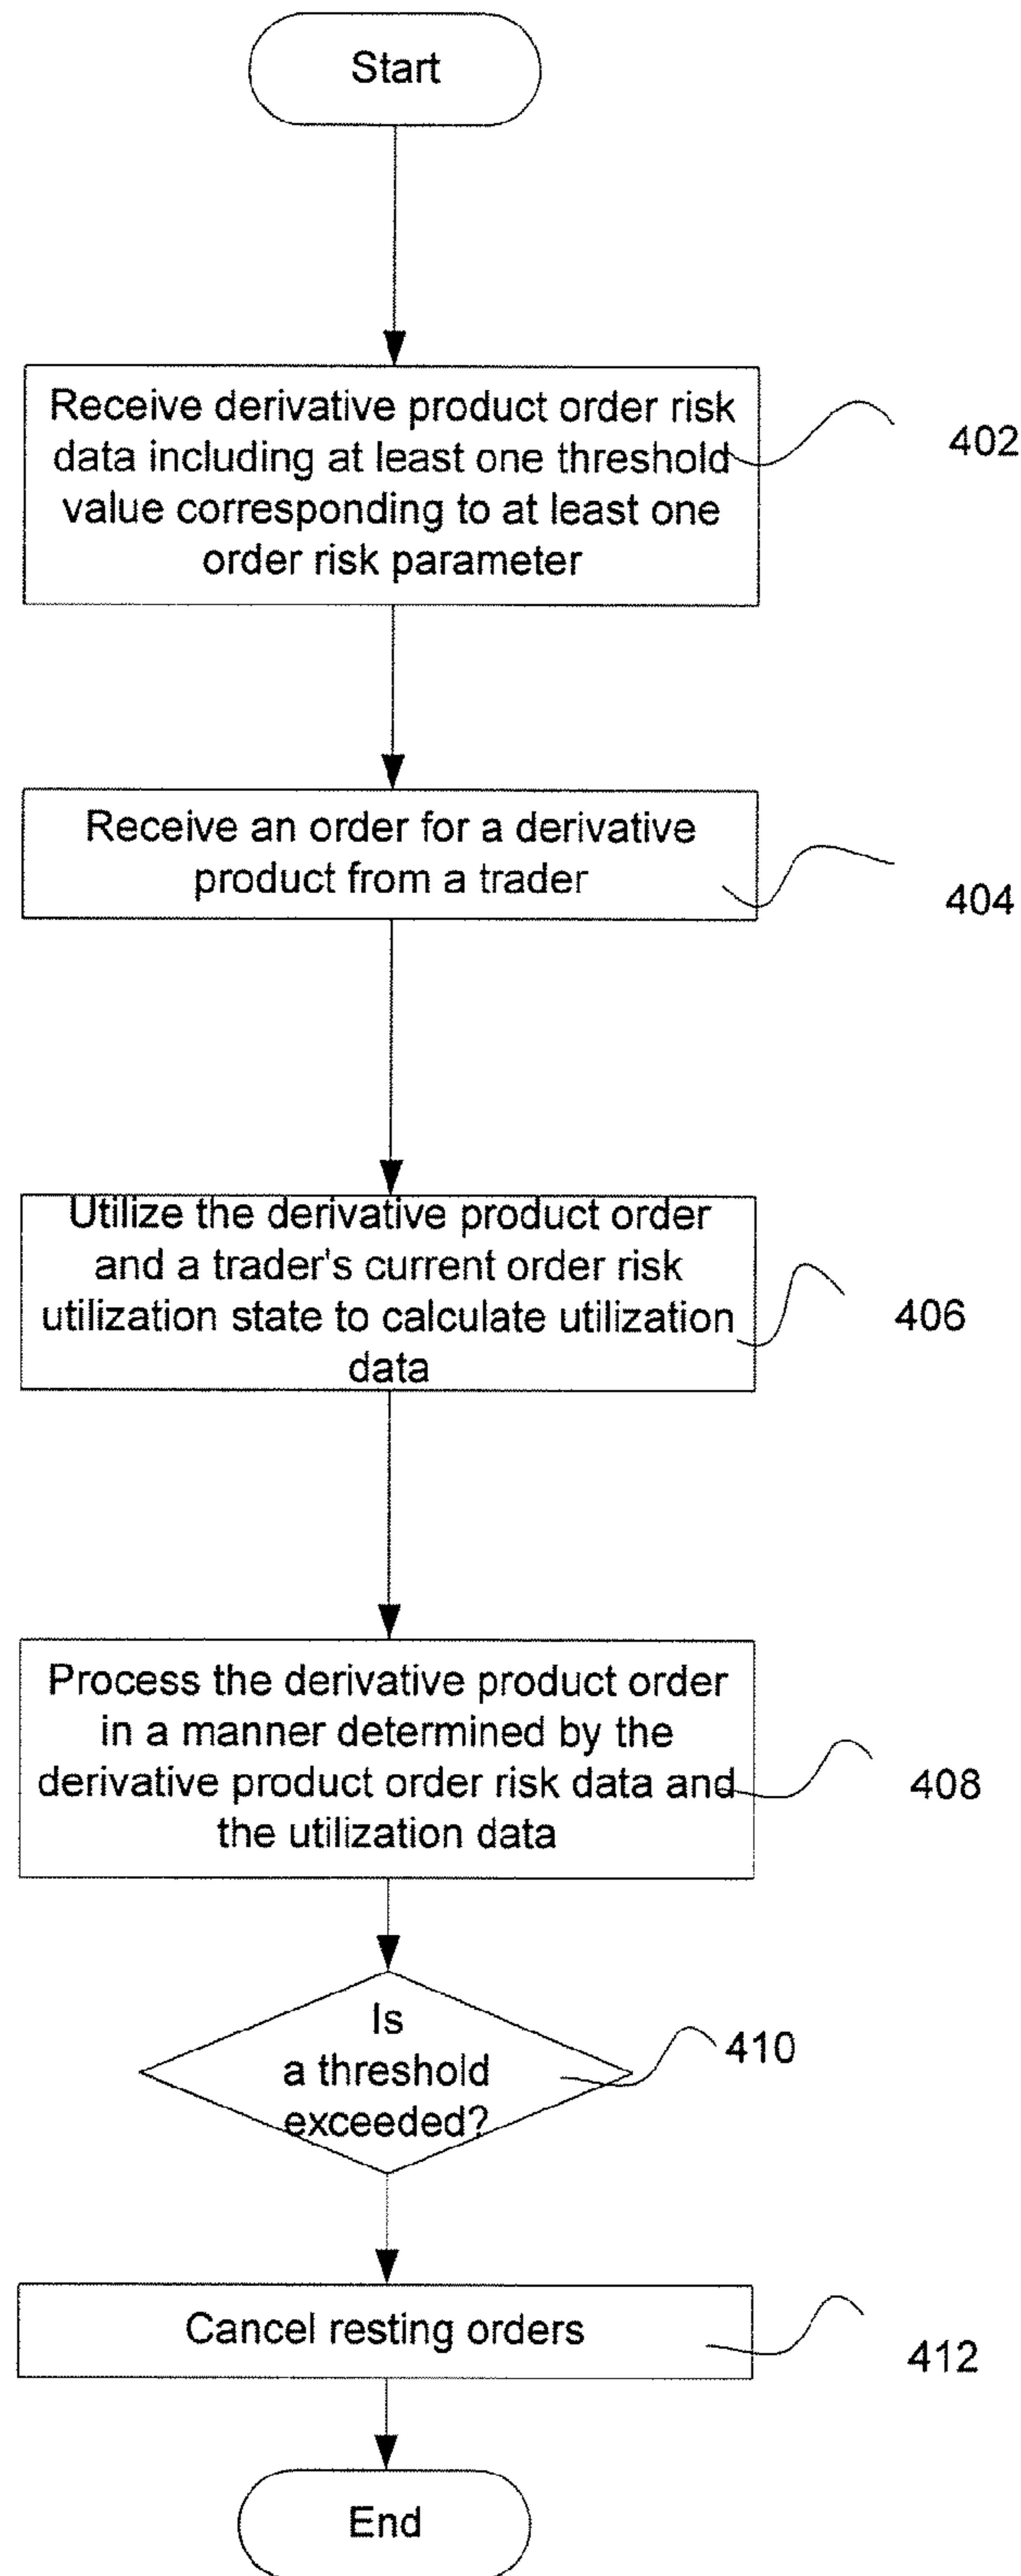 Start
Receive derivative product order risk
data including at least one threshold
value corresponding to at least one
order risk parameter
402
Receive an order for a derivative
product from a trader
404
Utilize the derivative product order
and a trader's current order risk
utilization state to calculate utilization
data
406
Process the derivative product order
in a manner determined by the
derivative product order risk data and
the utilization data
408
Is
a threshold
exceeded?
410
Cancel resting orders
412
End